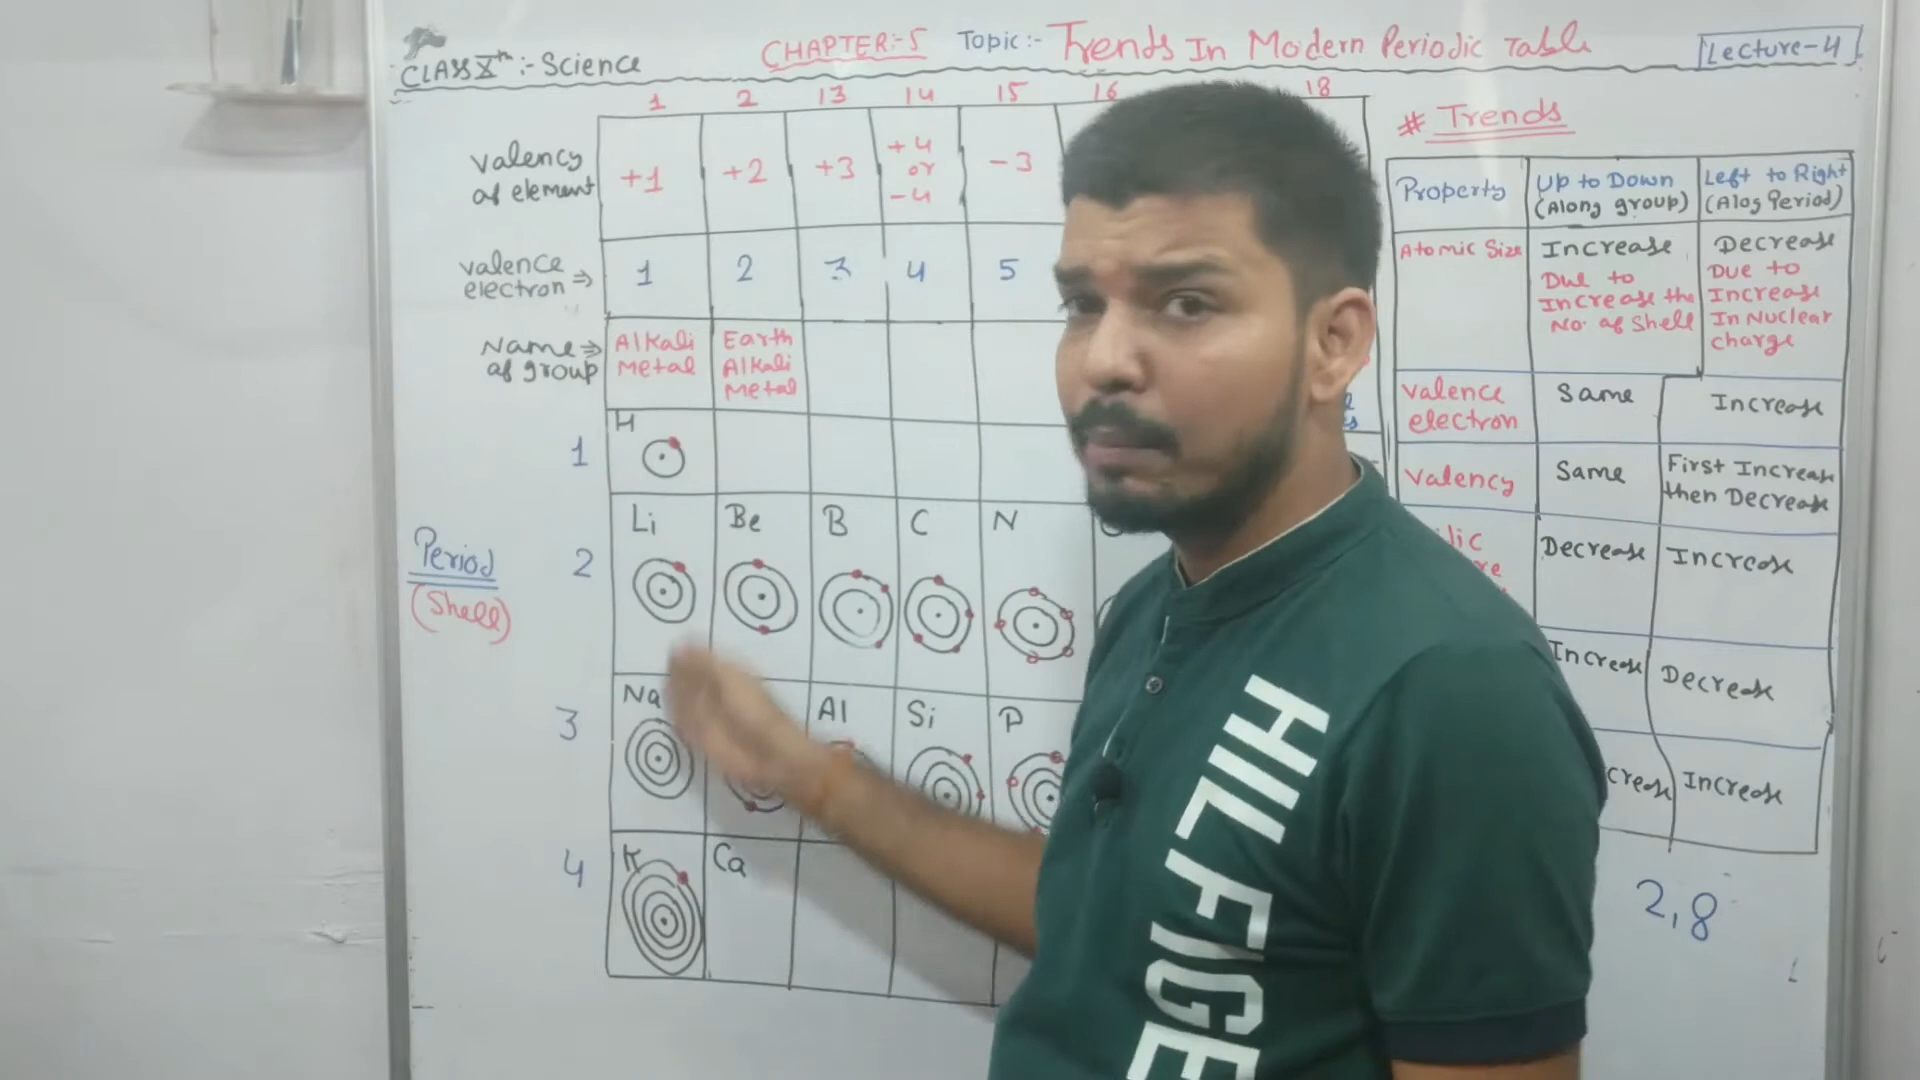 CLASS Xth :- Science
CHAPTER:-5 Topic:- Trends In Modern Periodic Table
Lecture-4
1 2 13 14 15 16 18
Valency
of element
+1
+2
+3
+4
or
-4
-3
Valence
electron
1
2
3
4
5
Name
of group
Alkali
Metal
Earth
Alkali
Metal
Period
(Shell)
1
H
2
Li
Be
B
C
N
3
Na
Al
Si
P
4
K
Ca
# Trends
Property
Up to Down
(Along group)
Left to Right
(Alog Period)
Atomic Size
Increase
Due to
Increase the
No. of Shell
Decrease
Due to
Increase
In Nuclear
charge
Valence
electron
Same
Increase
Valency
Same
First Increase
then Decrease
Decrease
Increase
Increase
Decrease
Increase
2,8
HILFIGE